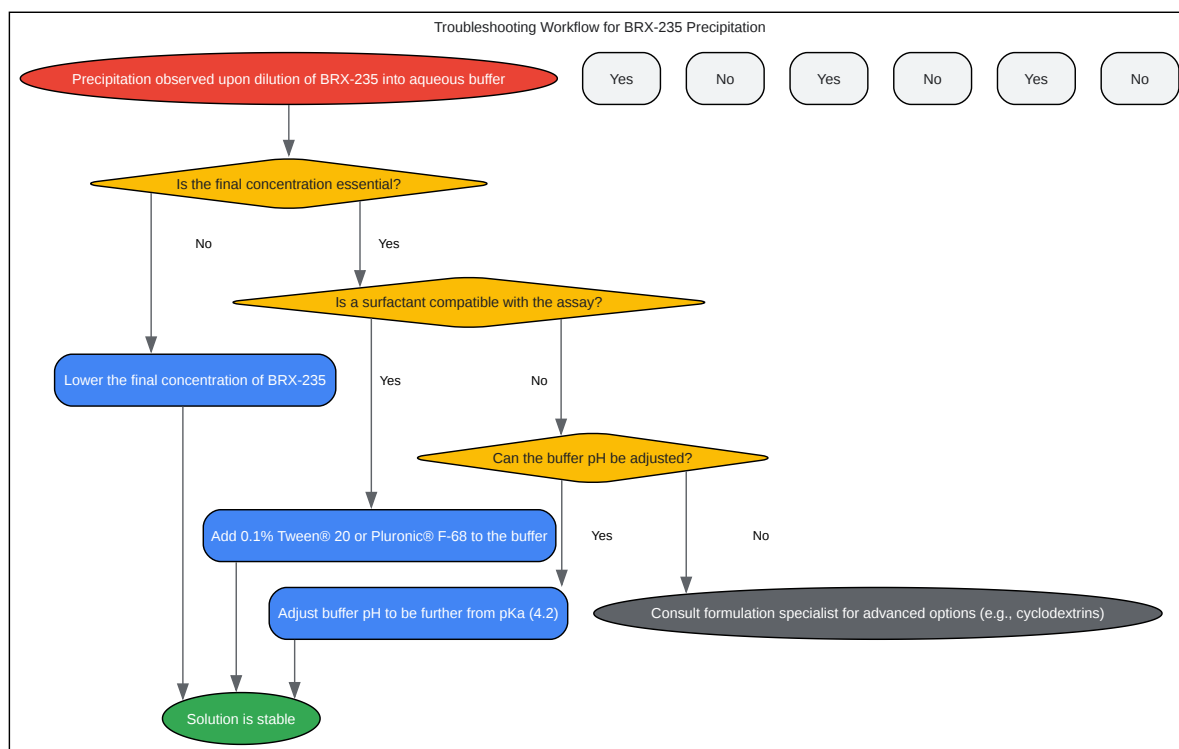 Troubleshooting Workflow for BRX-235 Precipitation
Precipitation observed upon dilution of BRX-235 into aqueous buffer
Yes
No
Yes
No
Yes
No
Is the final concentration essential?
No
Yes
Is a surfactant compatible with the assay?
Lower the final concentration of BRX-235
Yes
No
Can the buffer pH be adjusted?
Add 0.1% Tween® 20 or Pluronic® F-68 to the buffer
Yes
No
Adjust buffer pH to be further from pKa (4.2)
Consult formulation specialist for advanced options (e.g., cyclodextrins)
Solution is stable